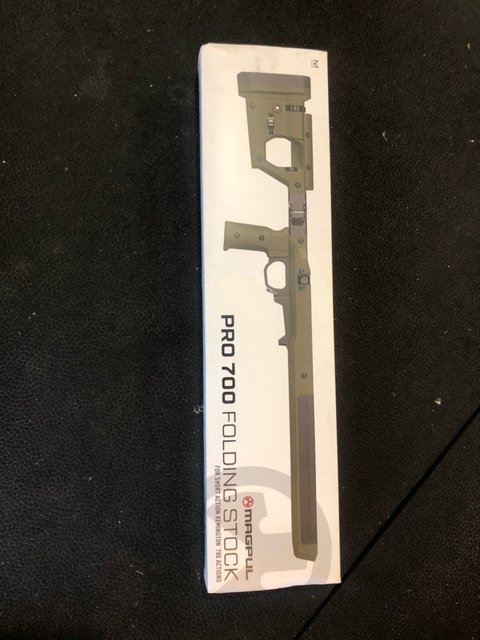 MAGPUL
PRO 700 FOLDING STOCK
FOR SHORT ACTION REMINGTON® 700 ACTIONS